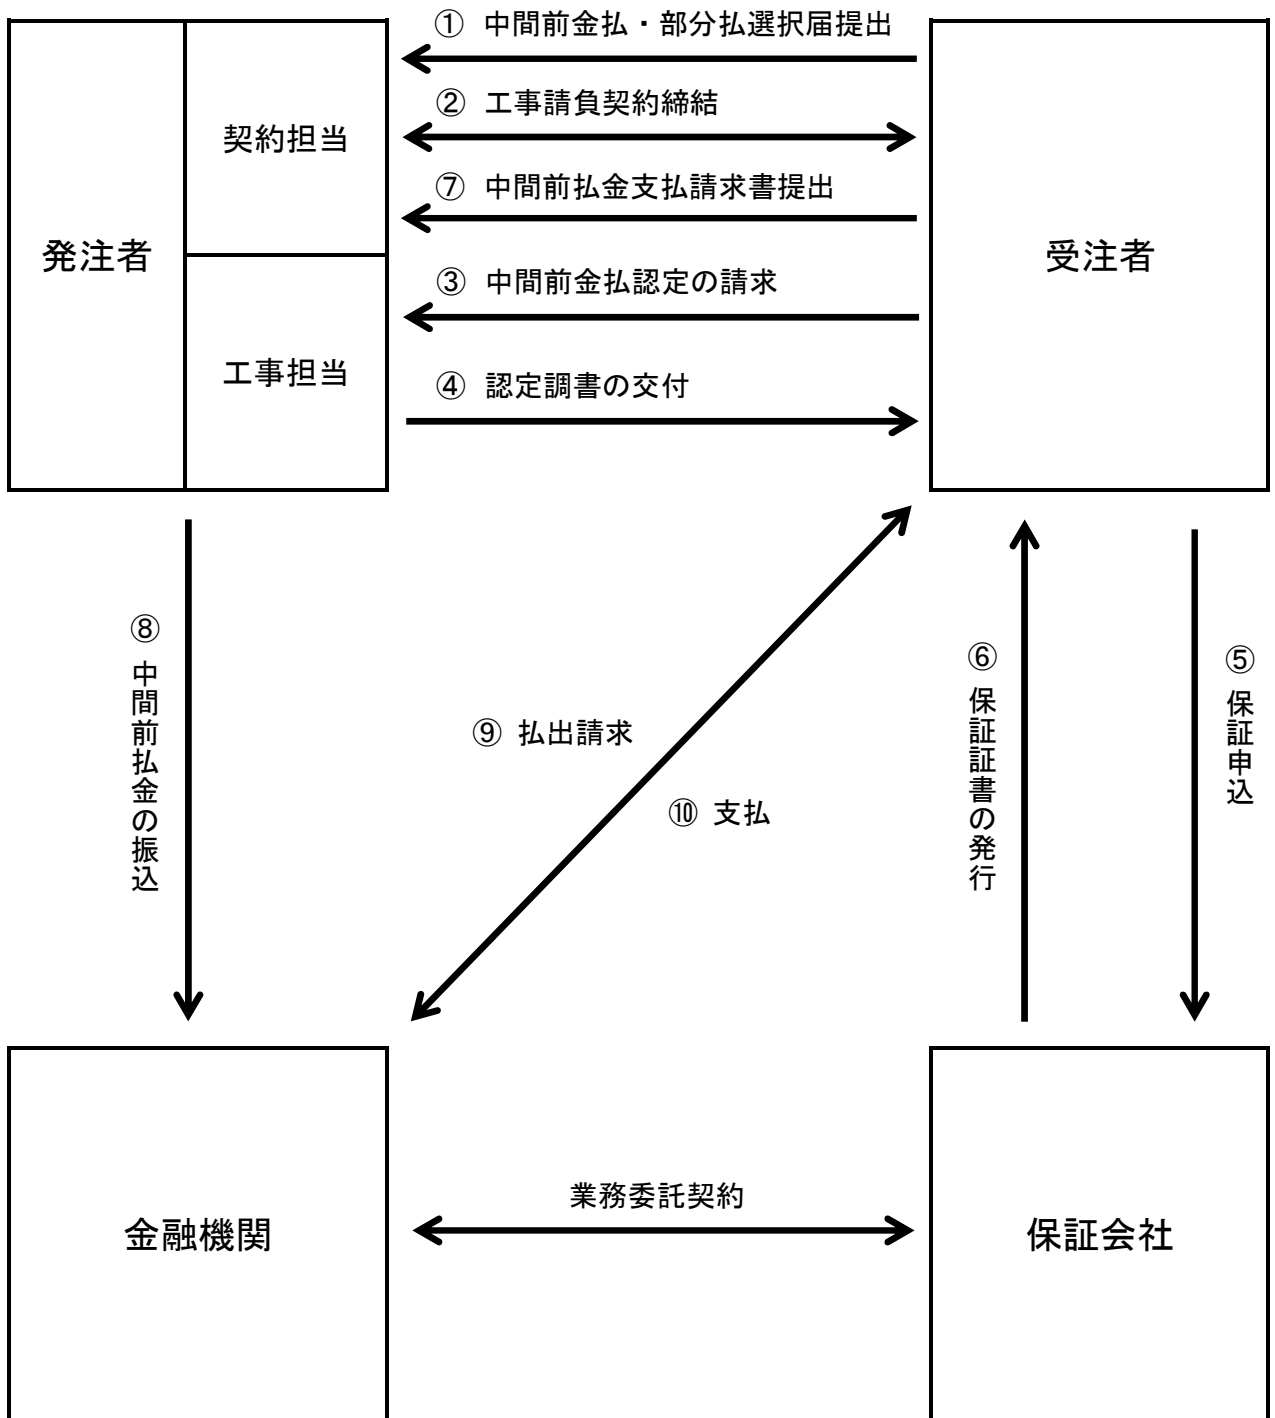 ① 中間前金払・部分払選択届提出
② 工事請負契約締結
契約担当
⑦ 中間前払金支払請求書提出
発注者
受注者
③ 中間前金払認定の請求
工事担当
④ 認定調書の交付
⑧ 中間前払金の振込
⑨ 払出請求
⑩ 支払
⑥ 保証証書の発行
⑤ 保証申込
業務委託契約
金融機関
保証会社